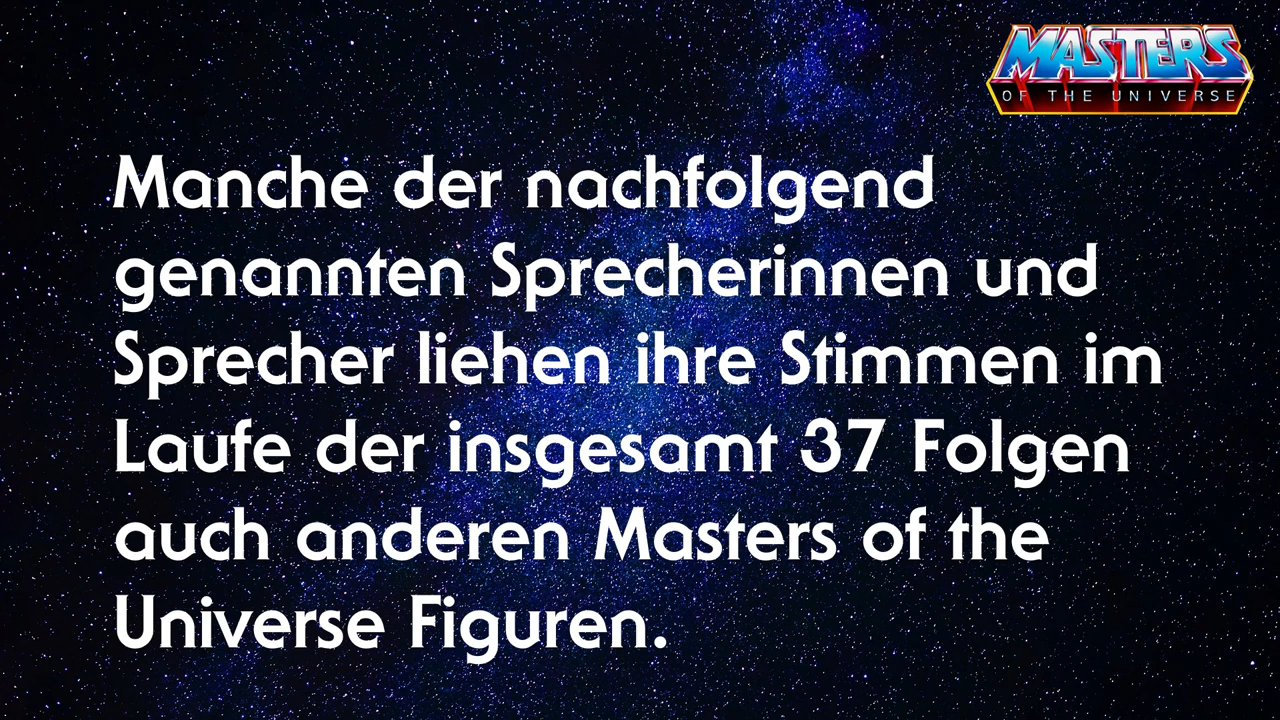 MASTERS
OF THE UNIVERSE
Manche der nachfolgend
genannten Sprecherinnen und
Sprecher liehen ihre Stimmen im
Laufe der insgesamt 37 Folgen
auch anderen Masters of the
Universe Figuren.